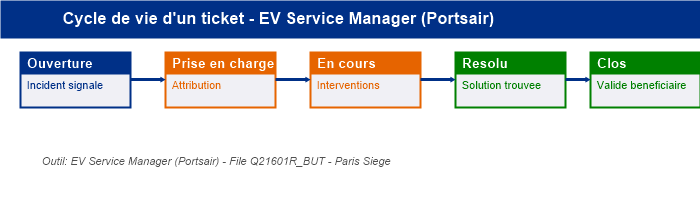 Cycle de vie d'un ticket - EV Service Manager (Portsair)
Ouverture
Incident signale
Prise en charge
Attribution
En cours
Interventions
Resolu
Solution trouvee
Clos
Valide beneficiaire
Outil: EV Service Manager (Portsair) - File Q21601R_BUT - Paris Siege